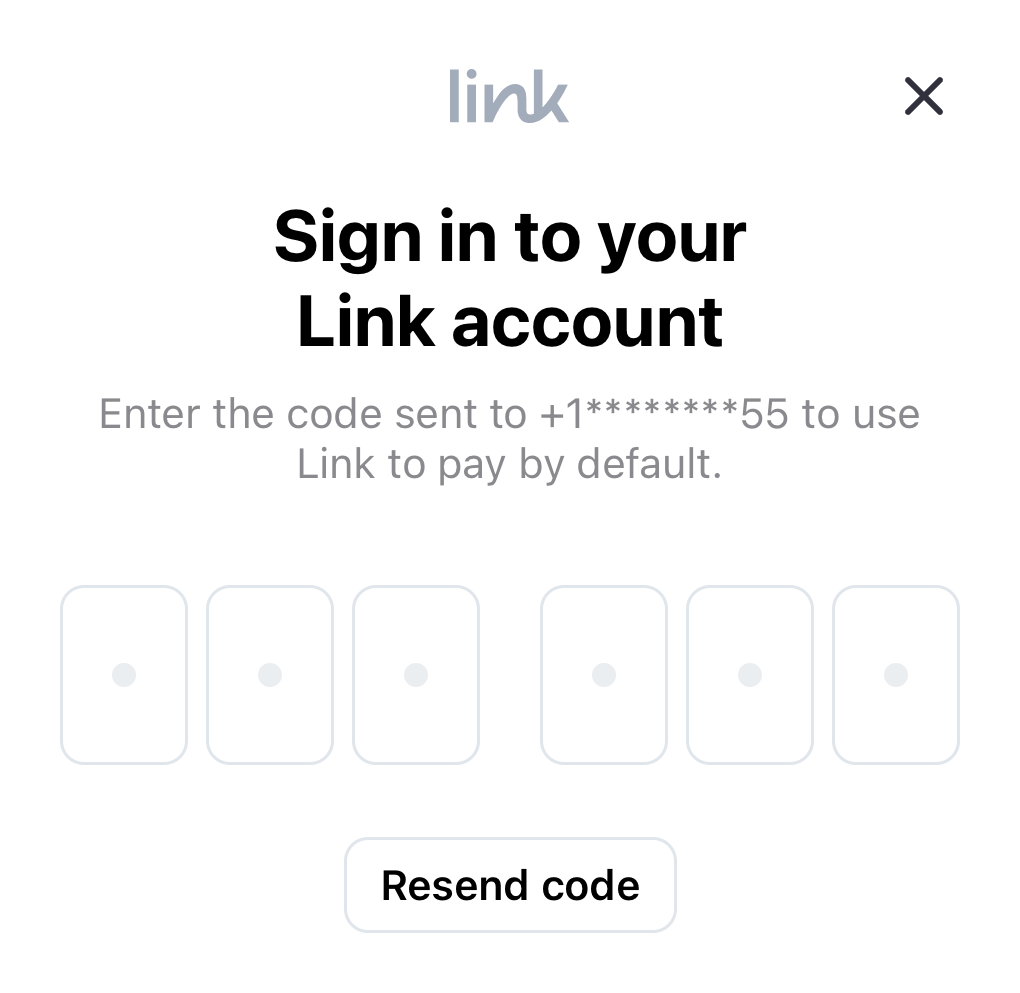 link
Sign in to your
Link account
Enter the code sent to +1********55 to use
Link to pay by default.
Resend code